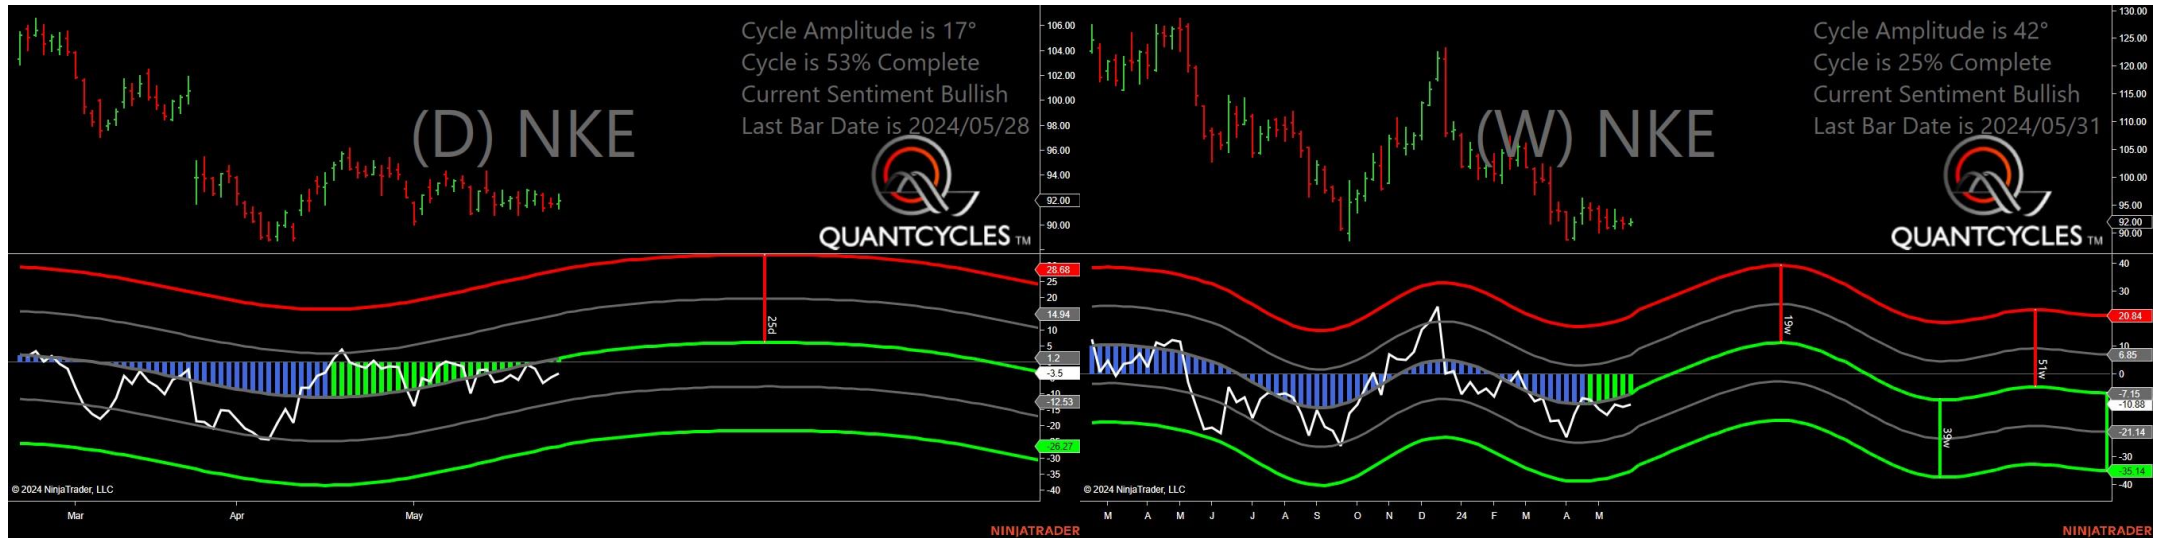 Cycle Amplitude is 17°
Cycle is 53% Complete
Current Sentiment Bullish
Last Bar Date is 2024/05/28
(D) NKE
QUANTCYCLES TM
106.00
104.00
102.00
100.00
98.00
96.00
94.00
92.00
90.00
28.68
25
20
14.94
10
5
1.2
-3.5
-12.53
-15
-20
-26.27
-30
-35
-40
25d
© 2024 NinjaTrader, LLC
Mar Apr May
NINJATRADER
Cycle Amplitude is 42°
Cycle is 25% Complete
Current Sentiment Bullish
Last Bar Date is 2024/05/31
(W) NKE
QUANTCYCLES TM
130.00
125.00
120.00
115.00
110.00
105.00
100.00
95.00
92.00
90.00
40
30
20.84
10
6.85
0
-7.15
-10.88
-21.14
-30
-35.14
-40
19w
51w
39w
© 2024 NinjaTrader, LLC
M A M J J A S O N D 24 F M A M
NINJATRADER